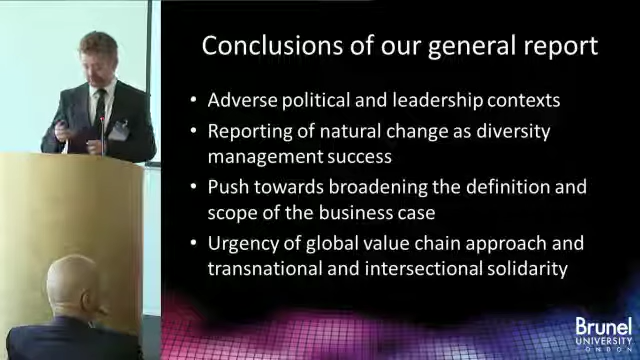 Conclusions of our general report
• Adverse political and leadership contexts
• Reporting of natural change as diversity
management success
• Push towards broadening the definition and
scope of the business case
• Urgency of global value chain approach and
transnational and intersectional solidarity
Brunel
UNIVERSITY
LONDON